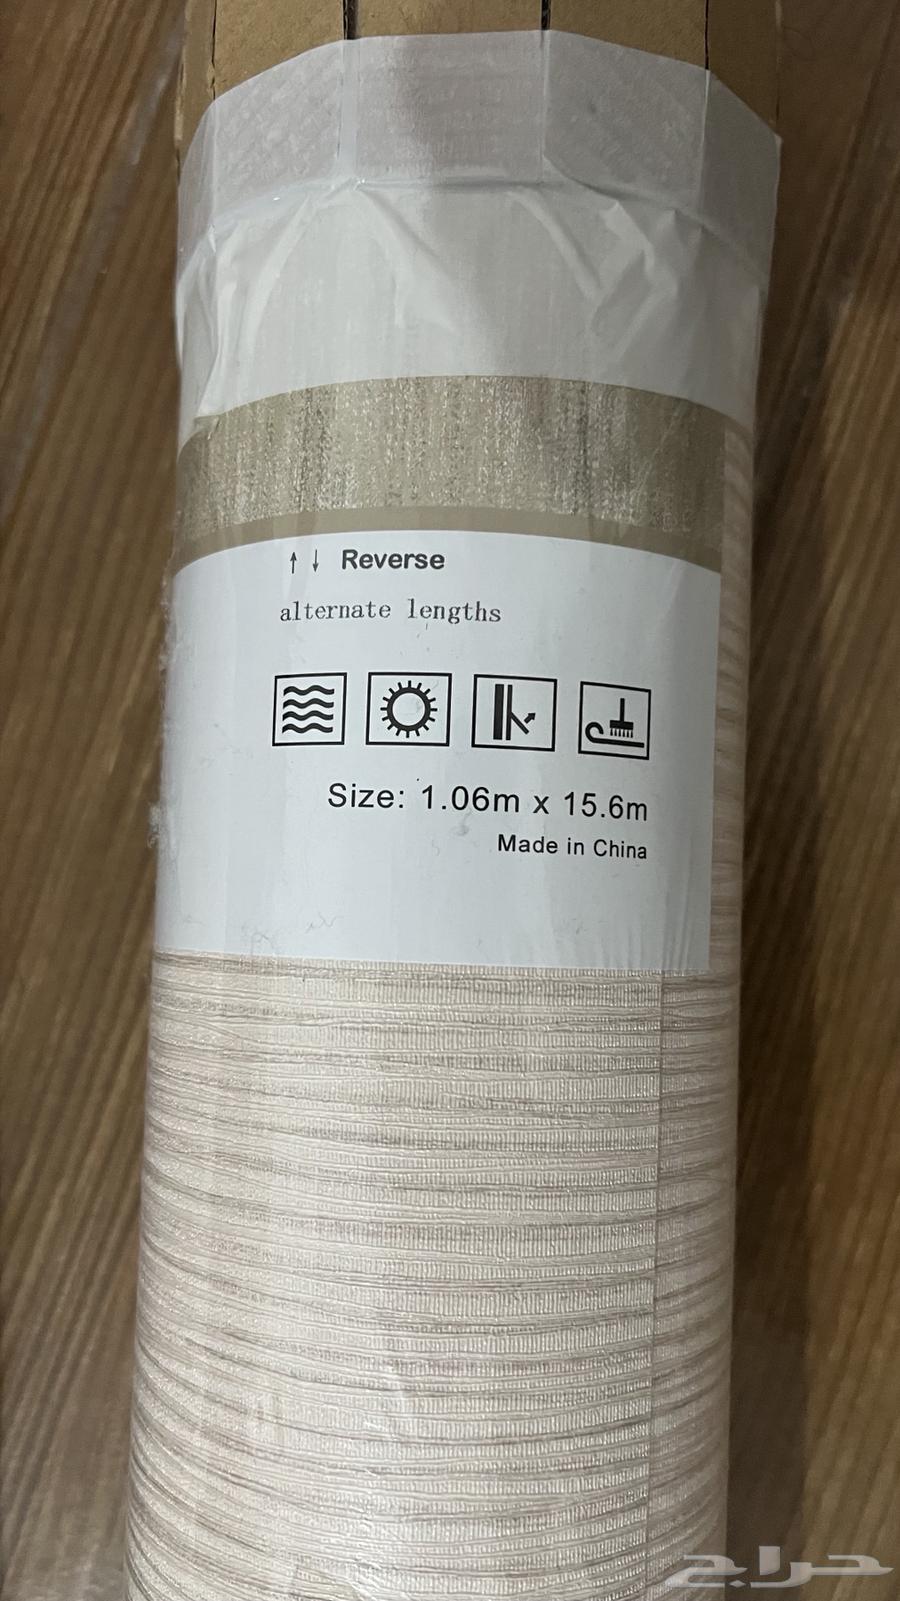 ↑ ↓ Reverse
alternate lengths
Size: 1.06m x 15.6m
Made in China
حراج